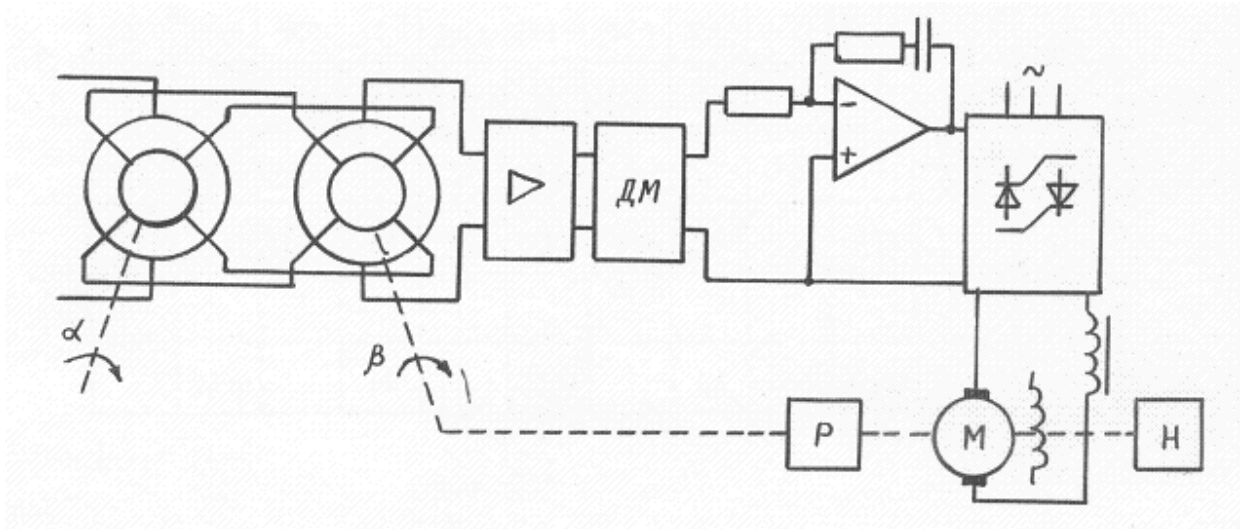 ~
-
+
ДМ
α
β
Р
М
Н